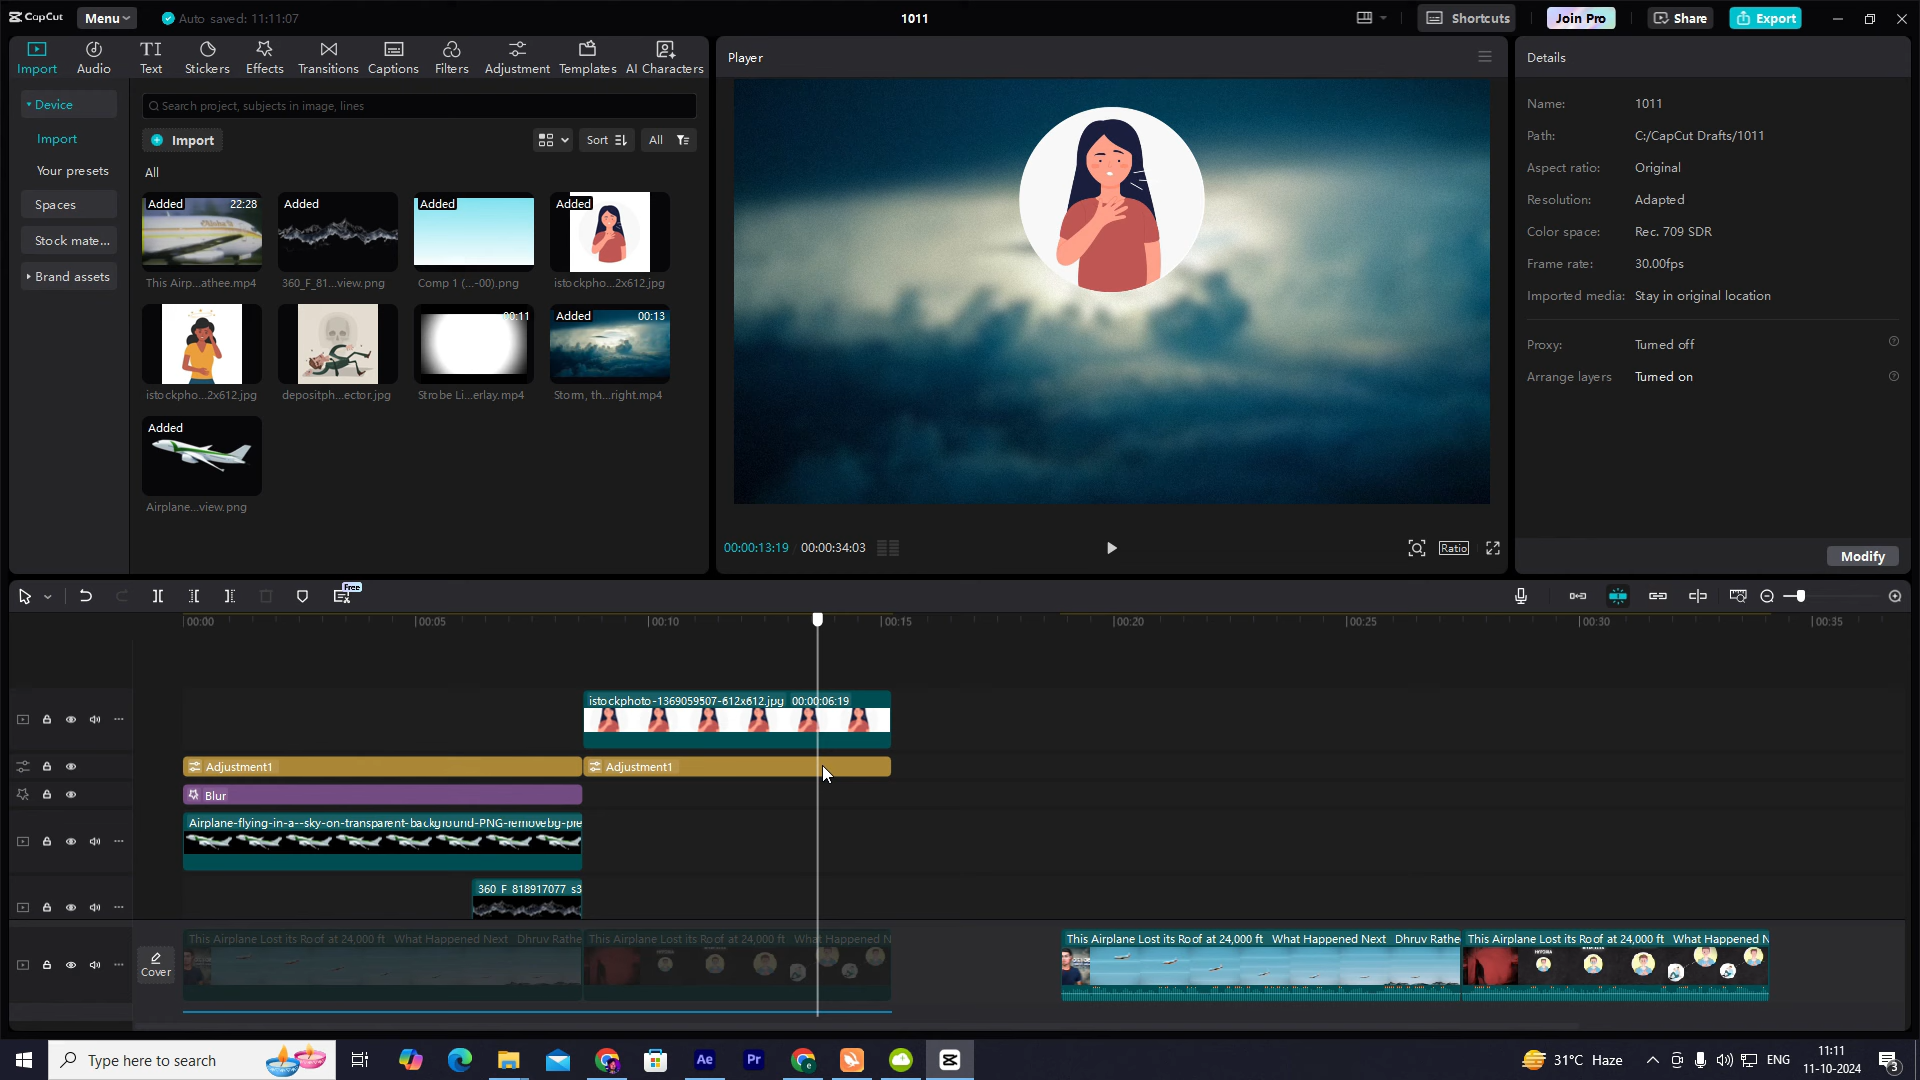 CapCut
Menu
Auto saved: 11:11:07
1011
Shortcuts
Join Pro
Share
Export
Import
Audio
Text
Stickers
Effects
Transitions
Captions
Filters
Adjustment
Templates
AI Characters
Player
Details
Device
Import
Your presets
Spaces
Stock mate...
Brand assets
Search project, subjects in image, lines
Import
Sort
All
All
Added 22:28
Added
Added
Added
This Airp...athee.mp4
360_F_81...view.png
Comp 1 (...-00).png
istockpho...2x612.jpg
00:11
Added 00:13
istockpho...2x612.jpg
depositph...ector.jpg
Strobe Li...erlay.mp4
Storm, th...right.mp4
Added
Airplane...view.png
00:00:13:19
00:00:34:03
Ratio
Name: 1011
Path: C:/CapCut Drafts/1011
Aspect ratio: Original
Resolution: Adapted
Color space: Rec. 709 SDR
Frame rate: 30.00fps
Imported media: Stay in original location
Proxy: Turned off
Arrange layers Turned on
Modify
Free
00:00
00:05
00:10
00:15
00:20
00:25
00:30
00:35
istockphoto-1369059507-612x612.jpg 00:00:06:19
Adjustment1
Adjustment1
Blur
Airplane-flying-in-a--sky-on-transparent-background-PNG-removeby-pre
360_F_818917077_s3
Cover
This Airplane Lost its Roof at 24,000 ft What Happened Next Dhruv Rathe
This Airplane Lost its Roof at 24,000 ft What Happened N
This Airplane Lost its Roof at 24,000 ft What Happened Next Dhruv Rathe
This Airplane Lost its Roof at 24,000 ft What Happened N
Type here to search
Ae
Pr
31°C Haze
ENG
11:11
11-10-2024
3